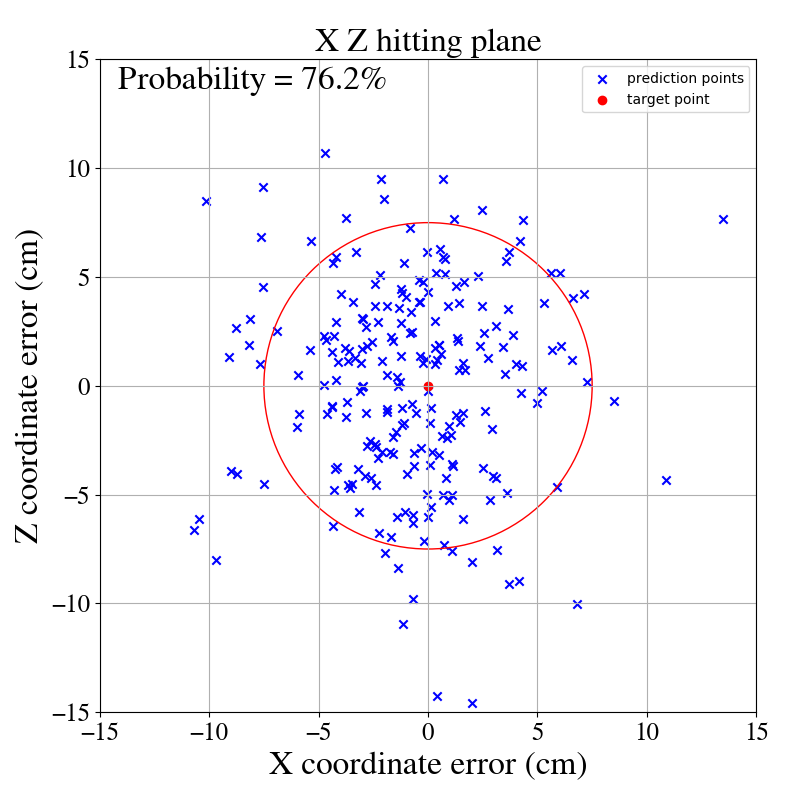 X Z hitting plane
Probability = 76.2%
prediction points
target point
15
10
5
0
−5
−10
−15
Z coordinate error (cm)
−15 −10 −5 0 5 10 15
X coordinate error (cm)